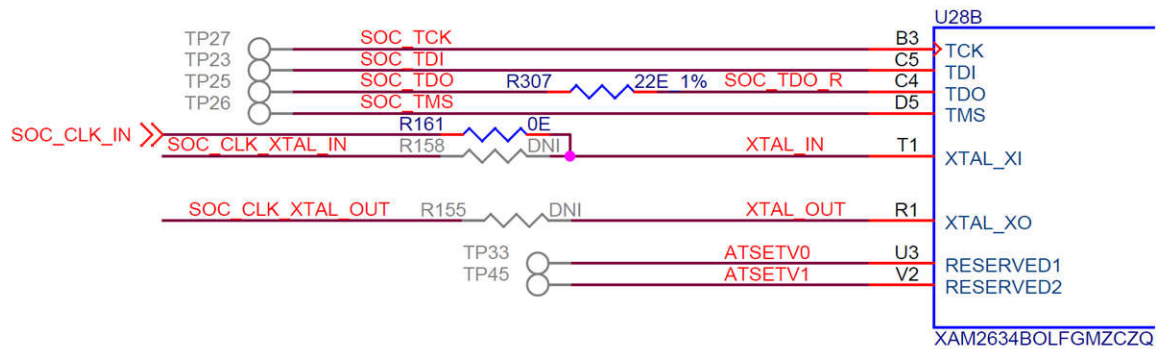 U28B
TP27 SOC_TCK B3 TCK
TP23 SOC_TDI C5 TDI
TP25 SOC_TDO R307 22E_1% SOC_TDO_R C4 TDO
TP26 SOC_TMS D5 TMS
SOC_CLK_IN R161 0E
SOC_CLK_XTAL_IN R158 DNI XTAL_IN T1 XTAL_XI
SOC_CLK_XTAL_OUT R155 DNI XTAL_OUT R1 XTAL_XO
TP33 ATSETV0 U3 RESERVED1
TP45 ATSETV1 V2 RESERVED2
XAM2634BOLFGMZCZQ